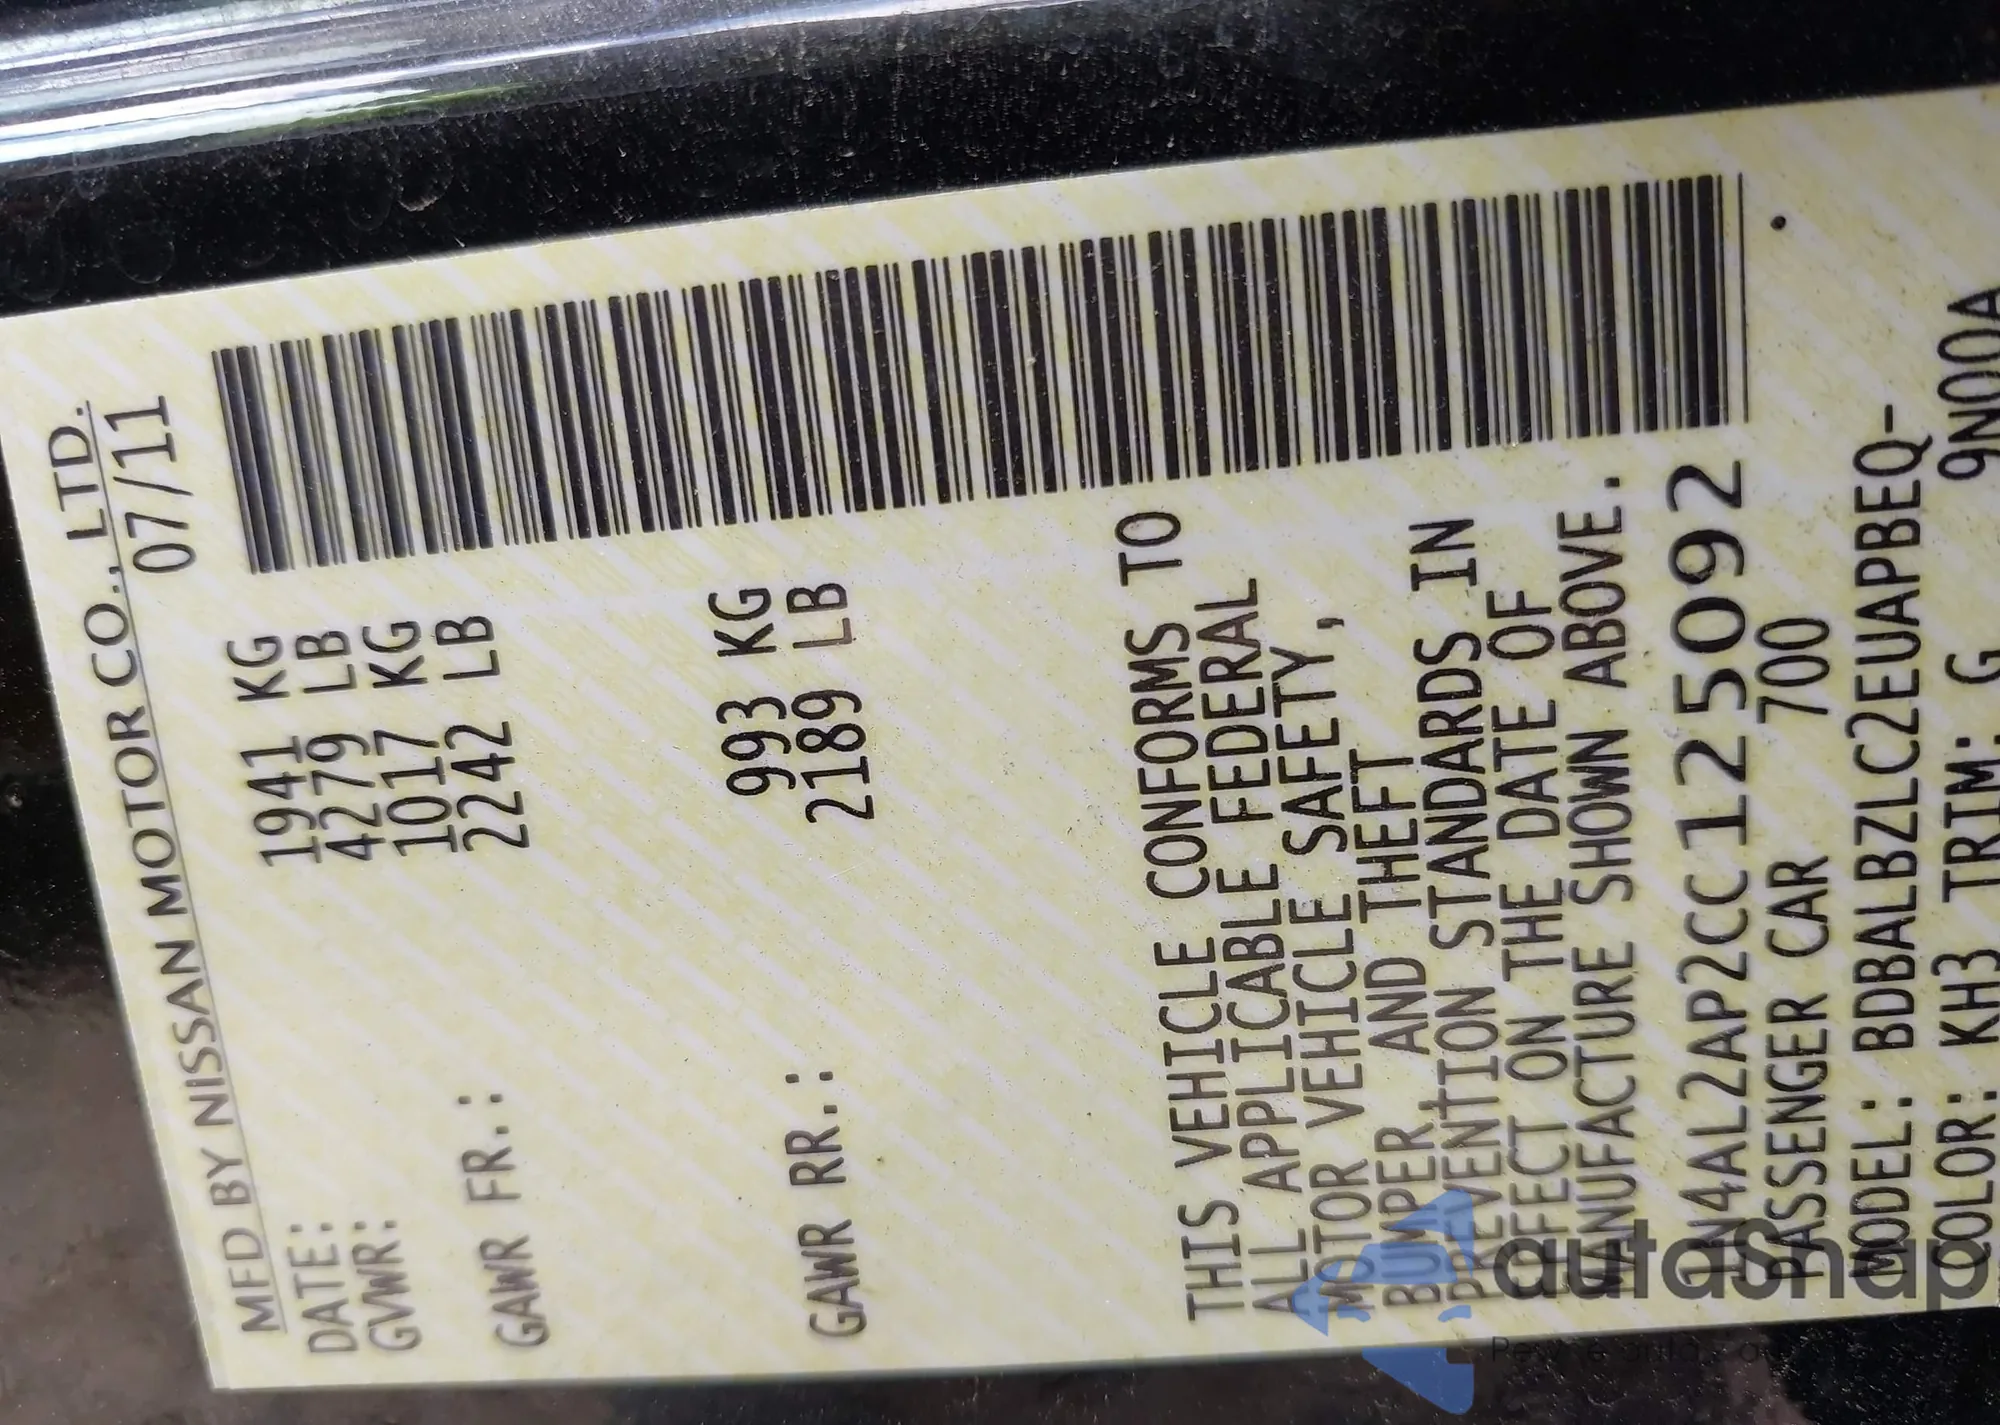 MFD BY NISSAN MOTOR CO., LTD.
DATE: 07/11
GVWR: 1941 KG
4279 LB
GAWR FR.: 1017 KG
2242 LB
GAWR RR.: 993 KG
2189 LB
THIS VEHICLE CONFORMS TO
ALL APPLICABLE FEDERAL
MOTOR VEHICLE SAFETY,
BUMPER AND THEFT
PREVENTION STANDARDS IN
EFFECT ON THE DATE OF
MANUFACTURE SHOWN ABOVE.
1N4AL2AP2CC125092
PASSENGER CAR 700
MODEL: BDBALBZLC2EUAPBEQ-
COLOR: KH3 TRIM: G 9N00A
autaSnap